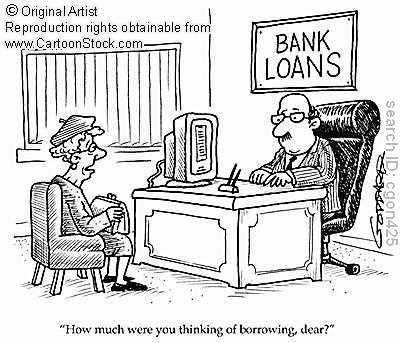 © Original Artist
Reproduction rights obtainable from
www.CartoonStock.com
BANK
LOANS
search ID: coon425
"How much were you thinking of borrowing, dear?"